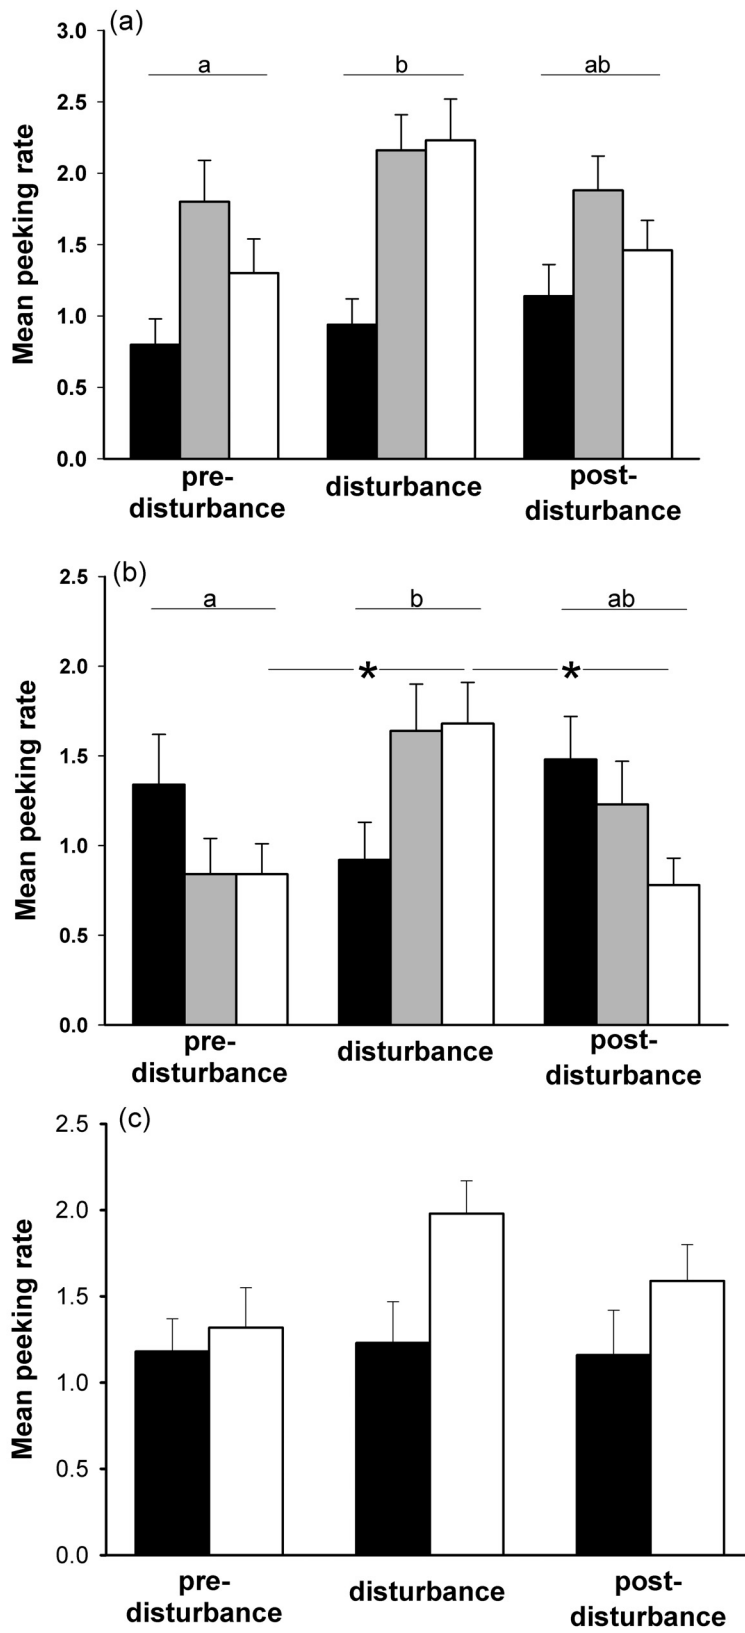 (a)
3.0
2.5
2.0
1.5
1.0
0.5
0.0
Mean peeking rate
a
b
ab
pre-
disturbance
disturbance
post-
disturbance
(b)
2.5
2.0
1.5
1.0
0.5
0.0
Mean peeking rate
a
b
ab
*
*
pre-
disturbance
disturbance
post-
disturbance
(c)
2.5
2.0
1.5
1.0
0.5
0.0
Mean peeking rate
pre-
disturbance
disturbance
post-
disturbance